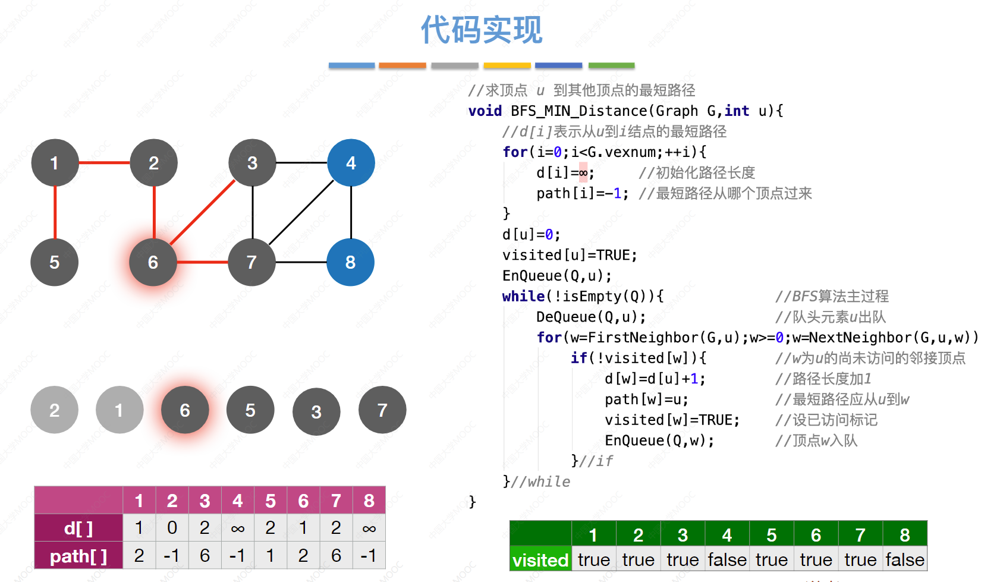 代码实现
//求顶点 u 到其他顶点的最短路径
void BFS_MIN_Distance(Graph G,int u){
//d[i]表示从u到i结点的最短路径
for(i=0;i<G.vexnum;++i){
d[i]=∞; //初始化路径长度
path[i]=-1; //最短路径从哪个顶点过来
}
d[u]=0;
visited[u]=TRUE;
EnQueue(Q,u);
while(!isEmpty(Q)){ //BFS算法主过程
DeQueue(Q,u); //队头元素u出队
for(w=FirstNeighbor(G,u);w>=0;w=NextNeighbor(G,u,w))
if(!visited[w]){ //w为u的尚未访问的邻接顶点
d[w]=d[u]+1; //路径长度加1
path[w]=u; //最短路径应从u到w
visited[w]=TRUE; //设已访问标记
EnQueue(Q,w); //顶点w入队
}//if
}//while
}
1 2 3 4
5 6 7 8
2 1 6 5 3 7
1 2 3 4 5 6 7 8
d[ ] 1 0 2 ∞ 2 1 2 ∞
path[ ] 2 -1 6 -1 1 2 6 -1
1 2 3 4 5 6 7 8
visited true true true false true true true false
中国大学MOOC